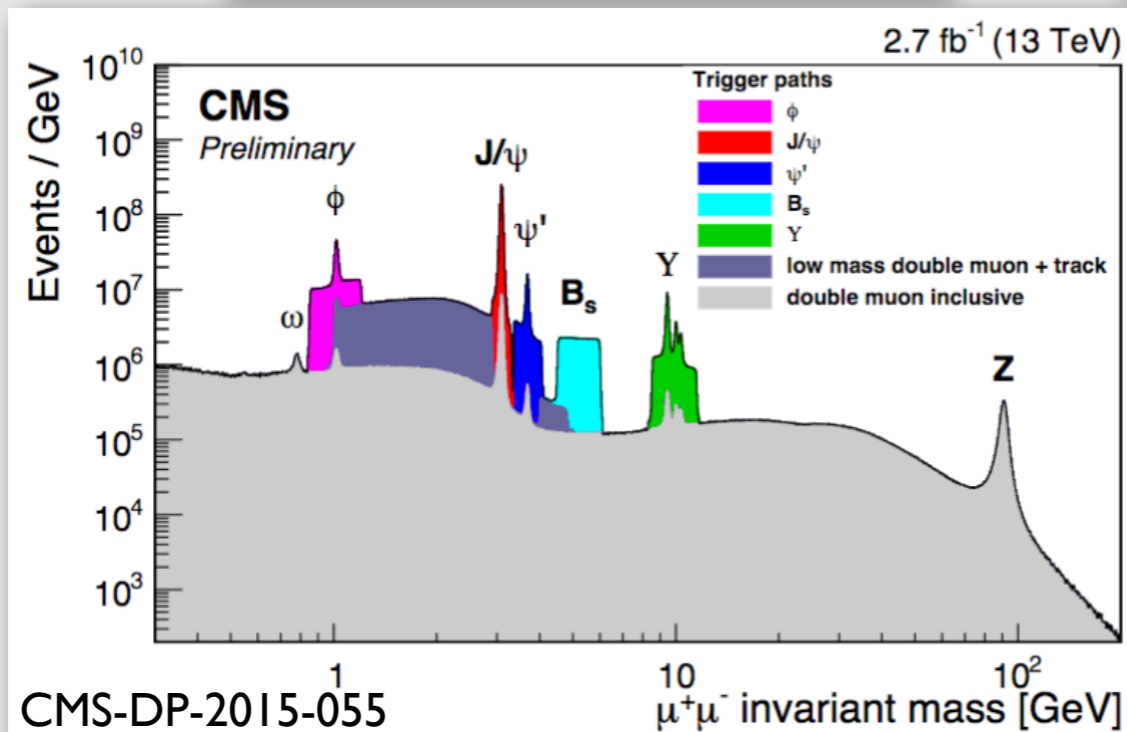 2.7 fb⁻¹ (13 TeV)
Events / GeV
10¹⁰
10⁹
10⁸
10⁷
10⁶
10⁵
10⁴
10³
CMS
Preliminary
ω
ϕ
J/ψ
ψ'
Bₛ
Υ
Z
Trigger paths
ϕ
J/ψ
ψ'
Bₛ
Υ
low mass double muon + track
double muon inclusive
1
10
10²
μ⁺μ⁻ invariant mass [GeV]
CMS-DP-2015-055